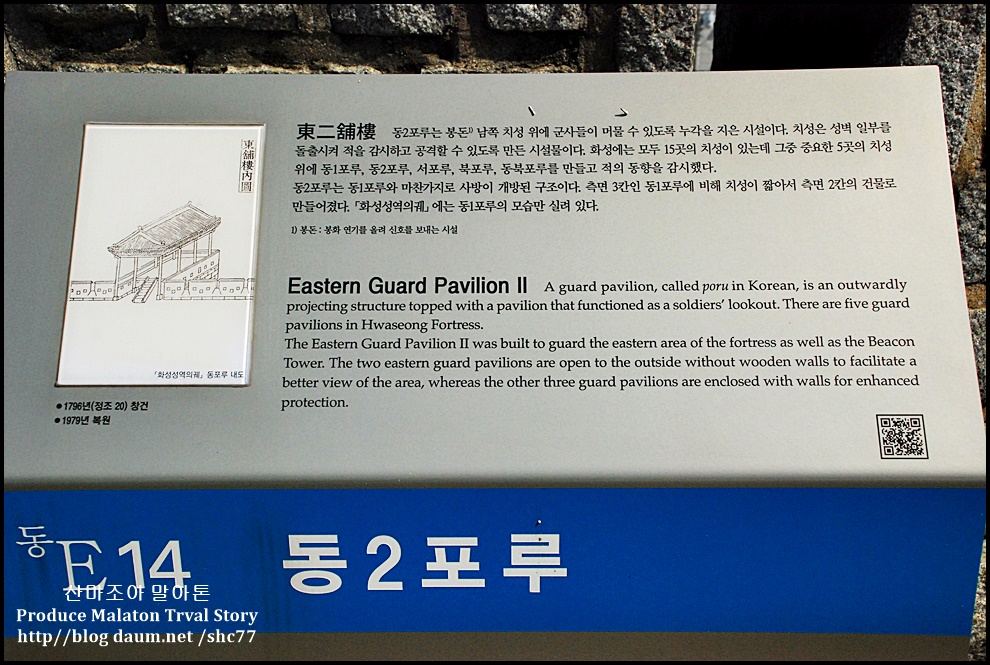 東二舖樓 동2포루는 봉돈1) 남쪽 치성 위에 군사들이 머물 수 있도록 누각을 지은 시설이다. 치성은 성벽 일부를
돌출시켜 적을 감시하고 공격할 수 있도록 만든 시설물이다. 화성에는 모두 15곳의 치성이 있는데 그중 중요한 5곳의 치성
위에 동1포루, 동2포루, 서포루, 북포루, 동북포루를 만들고 적의 동향을 감시했다.
동2포루는 동1포루와 마찬가지로 사방이 개방된 구조이다. 측면 3칸인 동1포루에 비해 치성이 짧아서 측면 2칸의 건물로
만들어졌다. 「화성성역의궤」에는 동1포루의 모습만 실려 있다.
1) 봉돈 : 봉화 연기를 올려 신호를 보내는 시설
東舖樓內圖
「화성성역의궤」 동포루 내도
●1796년(정조 20) 창건
●1979년 복원
Eastern Guard Pavilion II A guard pavilion, called poru in Korean, is an outwardly
projecting structure topped with a pavilion that functioned as a soldiers' lookout. There are five guard
pavilions in Hwaseong Fortress.
The Eastern Guard Pavilion II was built to guard the eastern area of the fortress as well as the Beacon
Tower. The two eastern guard pavilions are open to the outside without wooden walls to facilitate a
better view of the area, whereas the other three guard pavilions are enclosed with walls for enhanced
protection.
동 E 14 동2포루
산마조아 말아톤
Produce Malaton Trval Story
http//blog daum.net /shc77